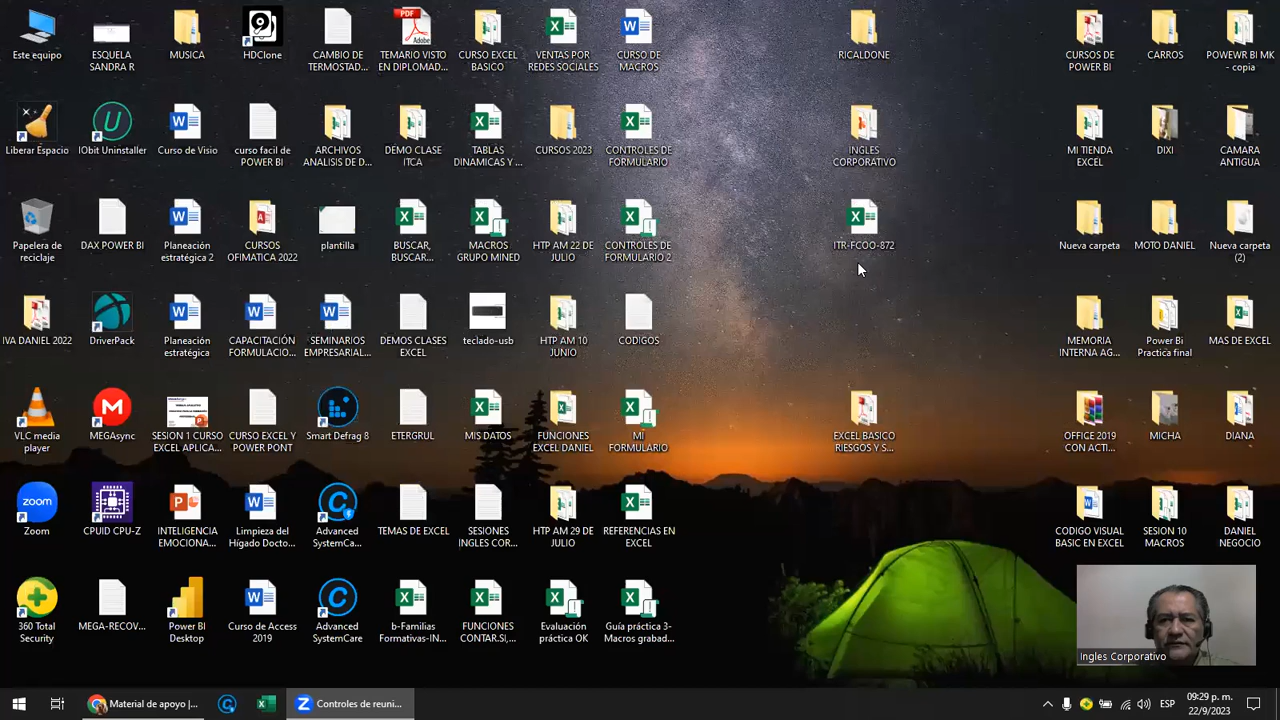 Este equipo
ESQUELA
SANDRA R
MUSICA
HDClone
CAMBIO DE
TERMOSTAD...
PDF
Adobe
TEMARIO VISTO
EN DIPLOMAD...
CURSO EXCEL
BASICO
VENTAS POR
REDES SOCIALES
CURSO DE
MACROS
RICALDONE
CURSOS DE
POWER BI
CARROS
POWEWR BI MK
- copia
Liberar Espacio
IObit Uninstaller
Curso de Visio
curso facil de
POWER BI
ARCHIVOS
ANALISIS DE D...
DEMO CLASE
ITCA
TABLAS
DINAMICAS Y ...
CURSOS 2023
CONTROLES DE
FORMULARIO
INGLES
CORPORATIVO
MI TIENDA
EXCEL
DIXI
CAMARA
ANTIGUA
Papelera de
reciclaje
DAX POWER BI
Planeación
estratégica 2
CURSOS
OFIMATICA 2022
plantilla
BUSCAR,
BUSCAR...
MACROS
GRUPO MINED
HTP AM 22 DE
JULIO
CONTROLES DE
FORMULARIO 2
ITR-FCOO-872
Nueva carpeta
MOTO DANIEL
Nueva carpeta
(2)
IVA DANIEL 2022
DriverPack
Planeación
estratégica
CAPACITACIÓN
FORMULACIO...
SEMINARIOS
EMPRESARIAL...
DEMOS CLASES
EXCEL
teclado-usb
HTP AM 10
JUNIO
CODIGOS
MEMORIA
INTERNA AG...
Power Bi
Practica final
MAS DE EXCEL
VLC media
player
MEGAsync
SESION 1 CURSO
EXCEL APLICA...
CURSO EXCEL Y
POWER PONT
Smart Defrag 8
ETERGRUL
MIS DATOS
FUNCIONES
EXCEL DANIEL
MI
FORMULARIO
EXCEL BASICO
RIESGOS Y S...
OFFICE 2019
CON ACTI...
MICHA
DIANA
zoom
Zoom
CPUID CPU-Z
INTELIGENCIA
EMOCIONA...
Limpieza del
Hígado Docto...
Advanced
SystemCa...
TEMAS DE EXCEL
SESIONES
INGLES COR...
HTP AM 29 DE
JULIO
REFERENCIAS EN
EXCEL
CODIGO VISUAL
BASIC EN EXCEL
SESION 10
MACROS
DANIEL
NEGOCIO
360 Total
Security
MEGA-RECOV...
Power BI
Desktop
Curso de Access
2019
Advanced
SystemCare
b-Familias
Formativas-IN...
FUNCIONES
CONTAR.SI,...
Evaluación
práctica OK
Guía práctica 3-
Macros grabad...
Ingles Corporativo
Material de apoyo |...
Controles de reuni...
ESP
09:29 p. m.
22/9/2023